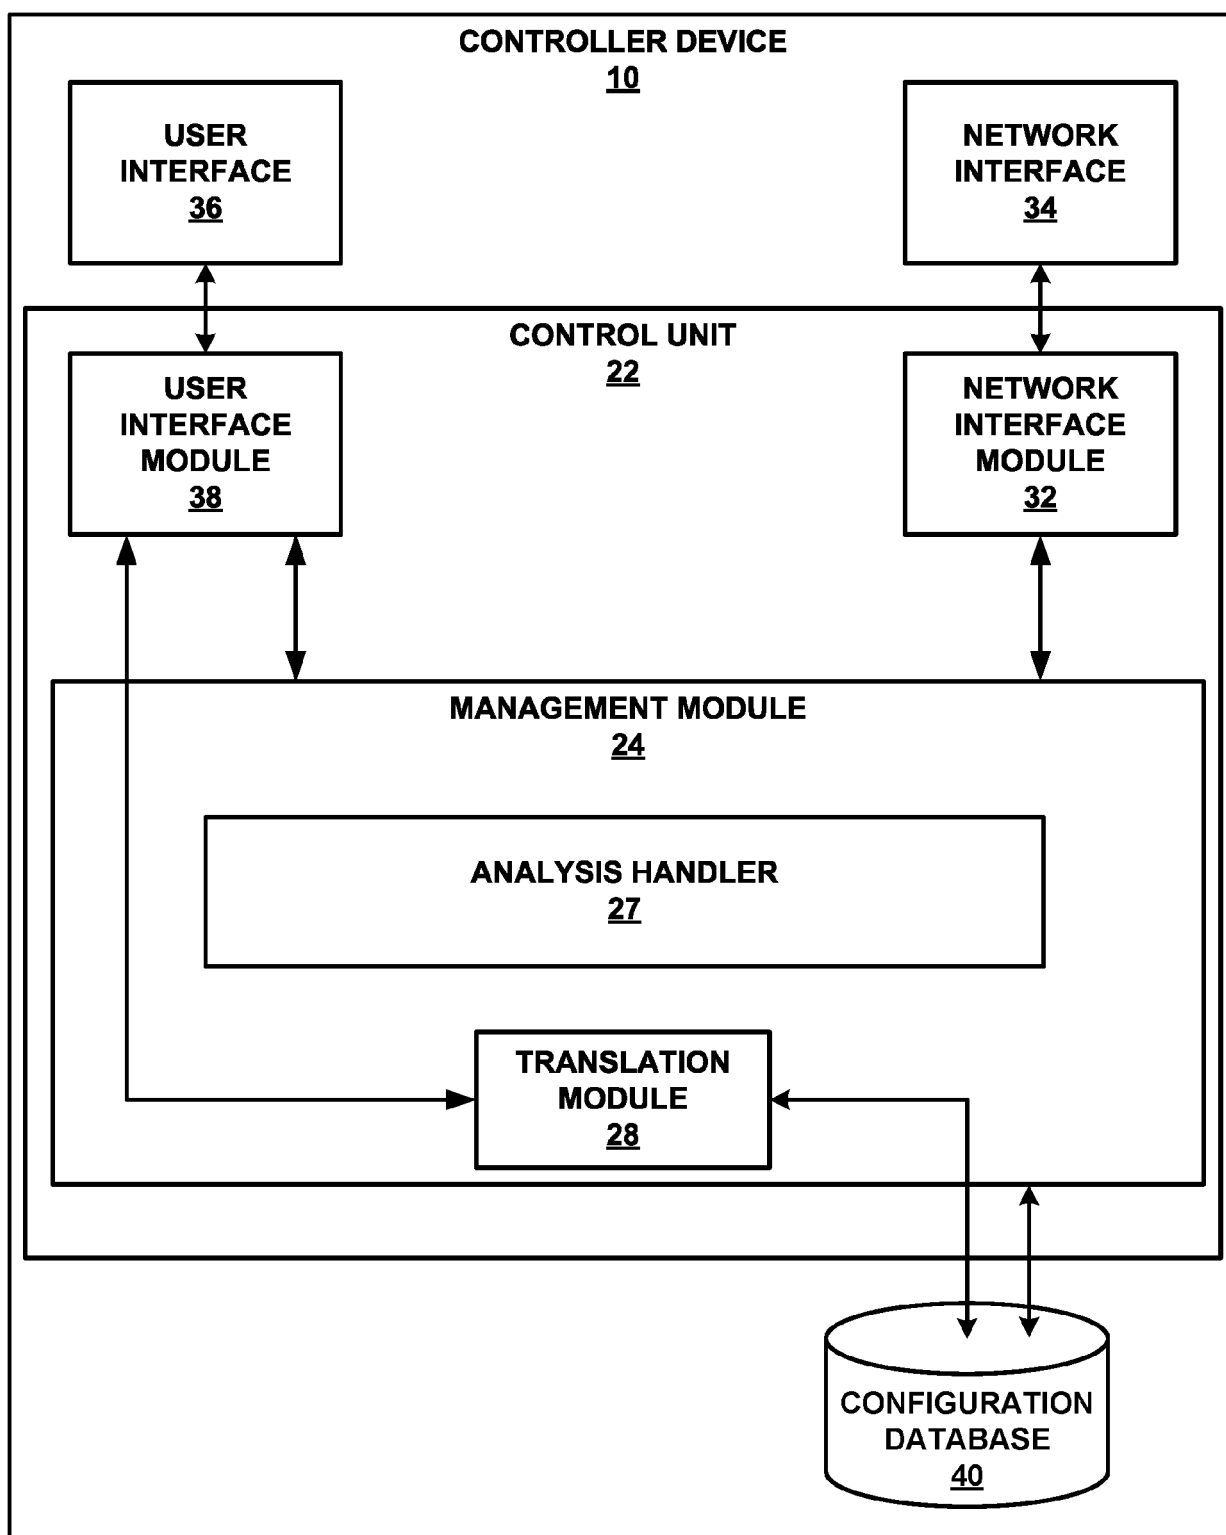 CONTROLLER DEVICE
10
USER
INTERFACE
36
NETWORK
INTERFACE
34
CONTROL UNIT
22
USER
INTERFACE
MODULE
38
NETWORK
INTERFACE
MODULE
32
MANAGEMENT MODULE
24
ANALYSIS HANDLER
27
TRANSLATION
MODULE
28
CONFIGURATION
DATABASE
40